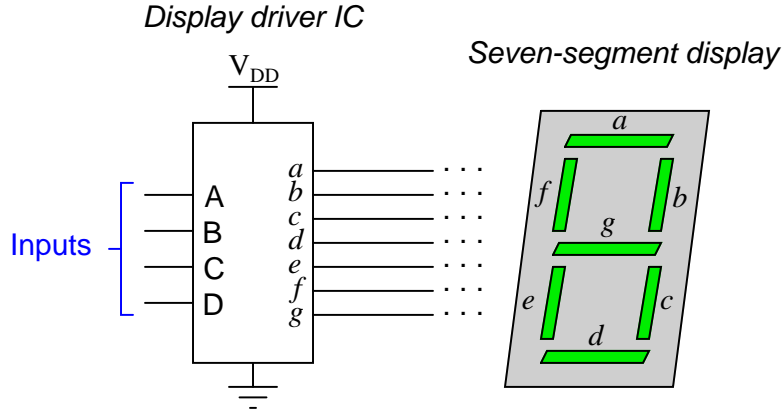 Display driver IC
Seven-segment display
VDD
Inputs
A
B
C
D
a
b
c
d
e
f
g
. . .
. . .
. . .
. . .
. . .
. . .
. . .
a
f
b
g
e
c
d